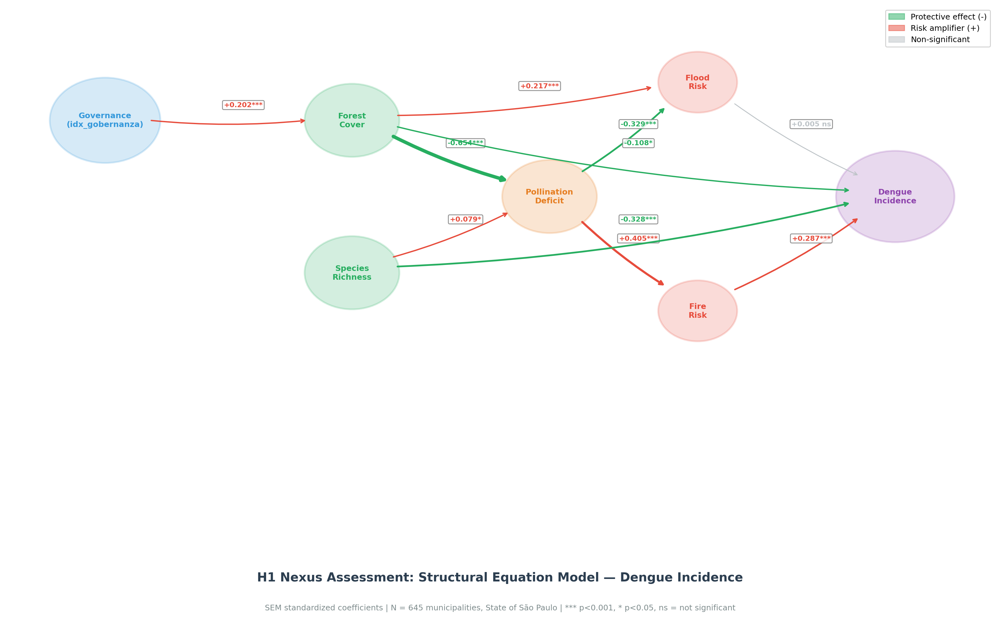 Protective effect (-)
Risk amplifier (+)
Non-significant
Flood
Risk
+0.217***
+0.202***
Governance
(idx_gobernanza)
Forest
Cover
-0.329***
+0.005 ns
-0.654***
-0.108*
Pollination
Deficit
Dengue
Incidence
+0.079*
-0.328***
+0.405***
+0.287***
Species
Richness
Fire
Risk
H1 Nexus Assessment: Structural Equation Model — Dengue Incidence
SEM standardized coefficients | N = 645 municipalities, State of São Paulo | *** p<0.001, * p<0.05, ns = not significant